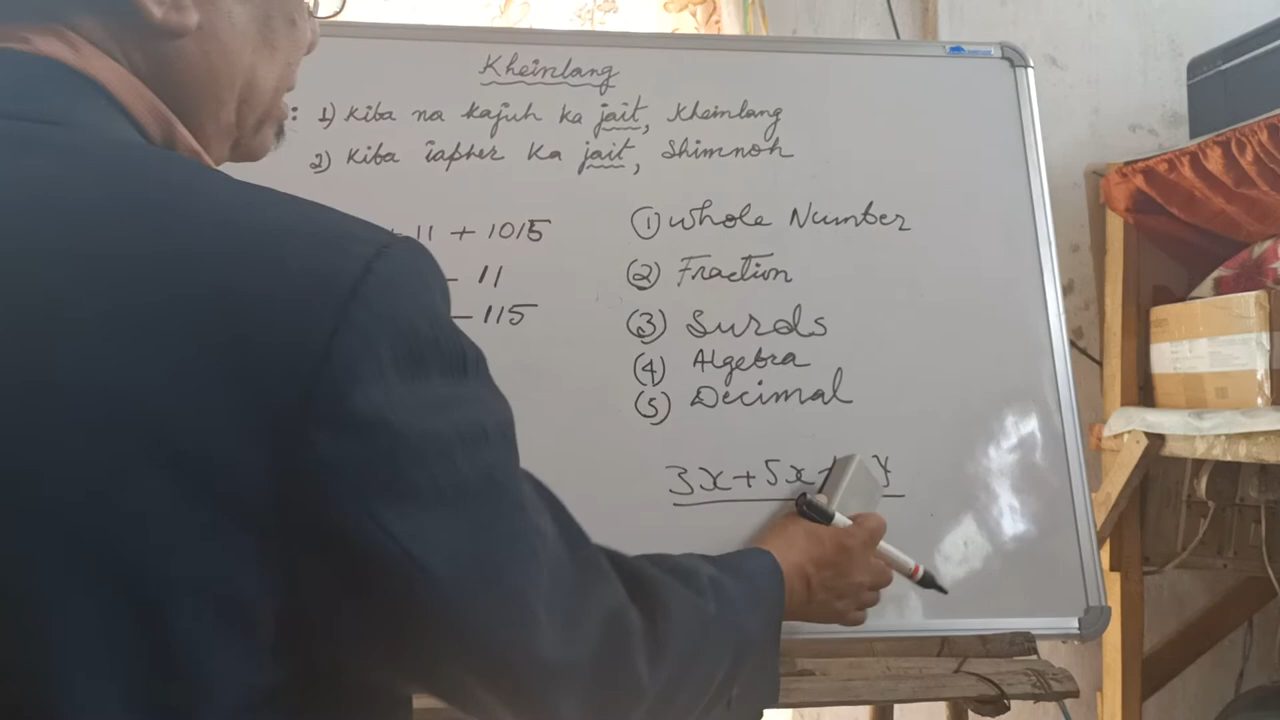 Kheinlang
: 1) Kiba na kajuh ka jait, Kheinlang
2) Kiba ïapher ka jait, Shimnoh
+ 11 + 1015
- 11
- 115
(1) Whole Number
(2) Fraction
(3) Surds
(4) Algebra
(5) Decimal
3x+5x+ y